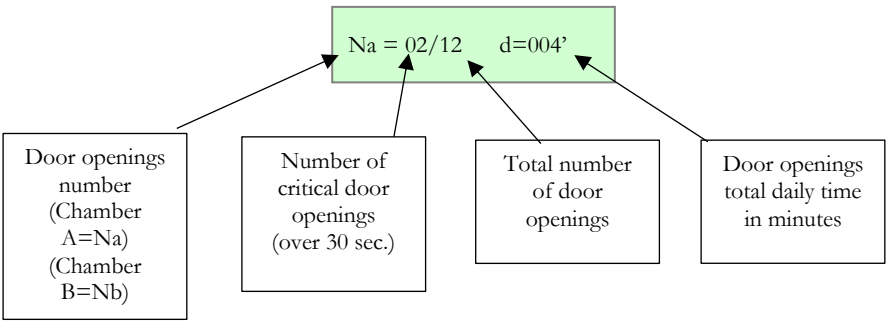 Na = 02/12 d=004’
Door openings
number
(Chamber
A=Na)
(Chamber
B=Nb)
Number of
critical door
openings
(over 30 sec.)
Total number
of door
openings
Door openings
total daily time
in minutes